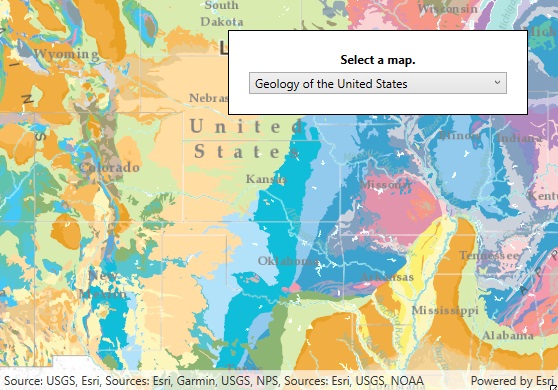 South
Dakota
Wisconsin
Wyoming
Select a map.
Geology of the United States
Nebras
United
States
Illinois
Indiana
Colorado
Kansas
Missouri
Kent
New
Mexico
Oklahoma
Tennessee
Arkansas
Mississippi
Alabama
Source: USGS, Esri, Sources: Esri, Garmin, USGS, NPS, Sources: Esri, USGS, NOAA
Powered by Esri